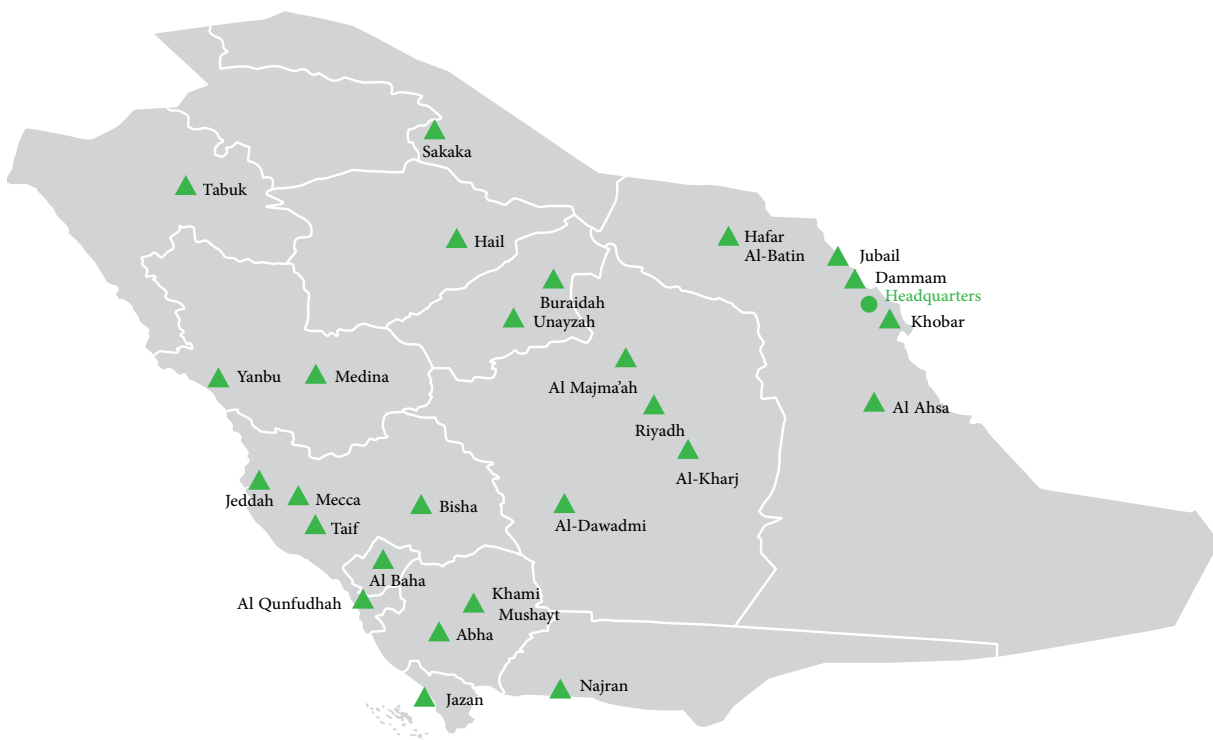 Sakaka
Tabuk
Hail
Hafar
Al-Batin
Jubail
Dammam
Headquarters
Khobar
Buraidah
Unayzah
Yanbu
Medina
Al Majma’ah
Al Ahsa
Riyadh
Al-Kharj
Jeddah
Mecca
Bisha
Taif
Al-Dawadmi
Al Baha
Al Qunfudhah
Khami
Mushayt
Abha
Najran
Jazan